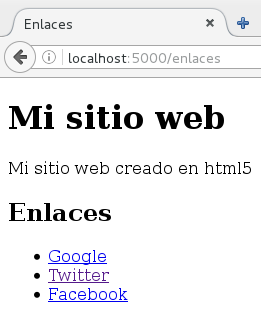 Enlaces
localhost:5000/enlaces
Mi sitio web
Mi sitio web creado en html5
Enlaces
Google
Twitter
Facebook